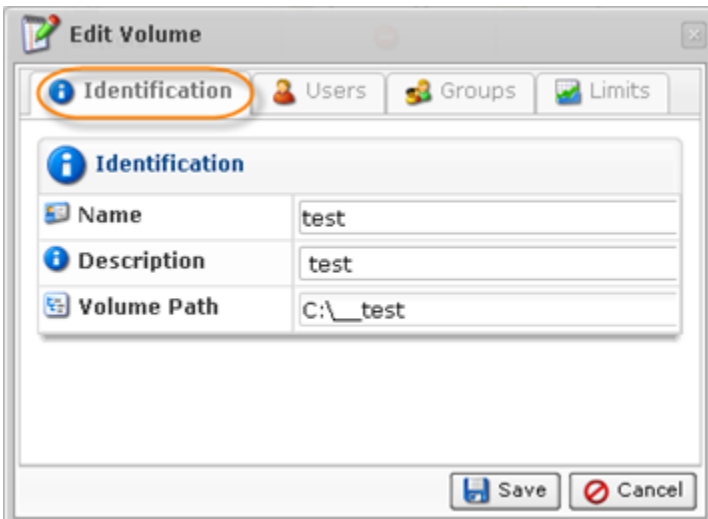 Edit Volume
Identification Users Groups Limits
Identification
Name test
Description test
Volume Path C:\__test
Save Cancel